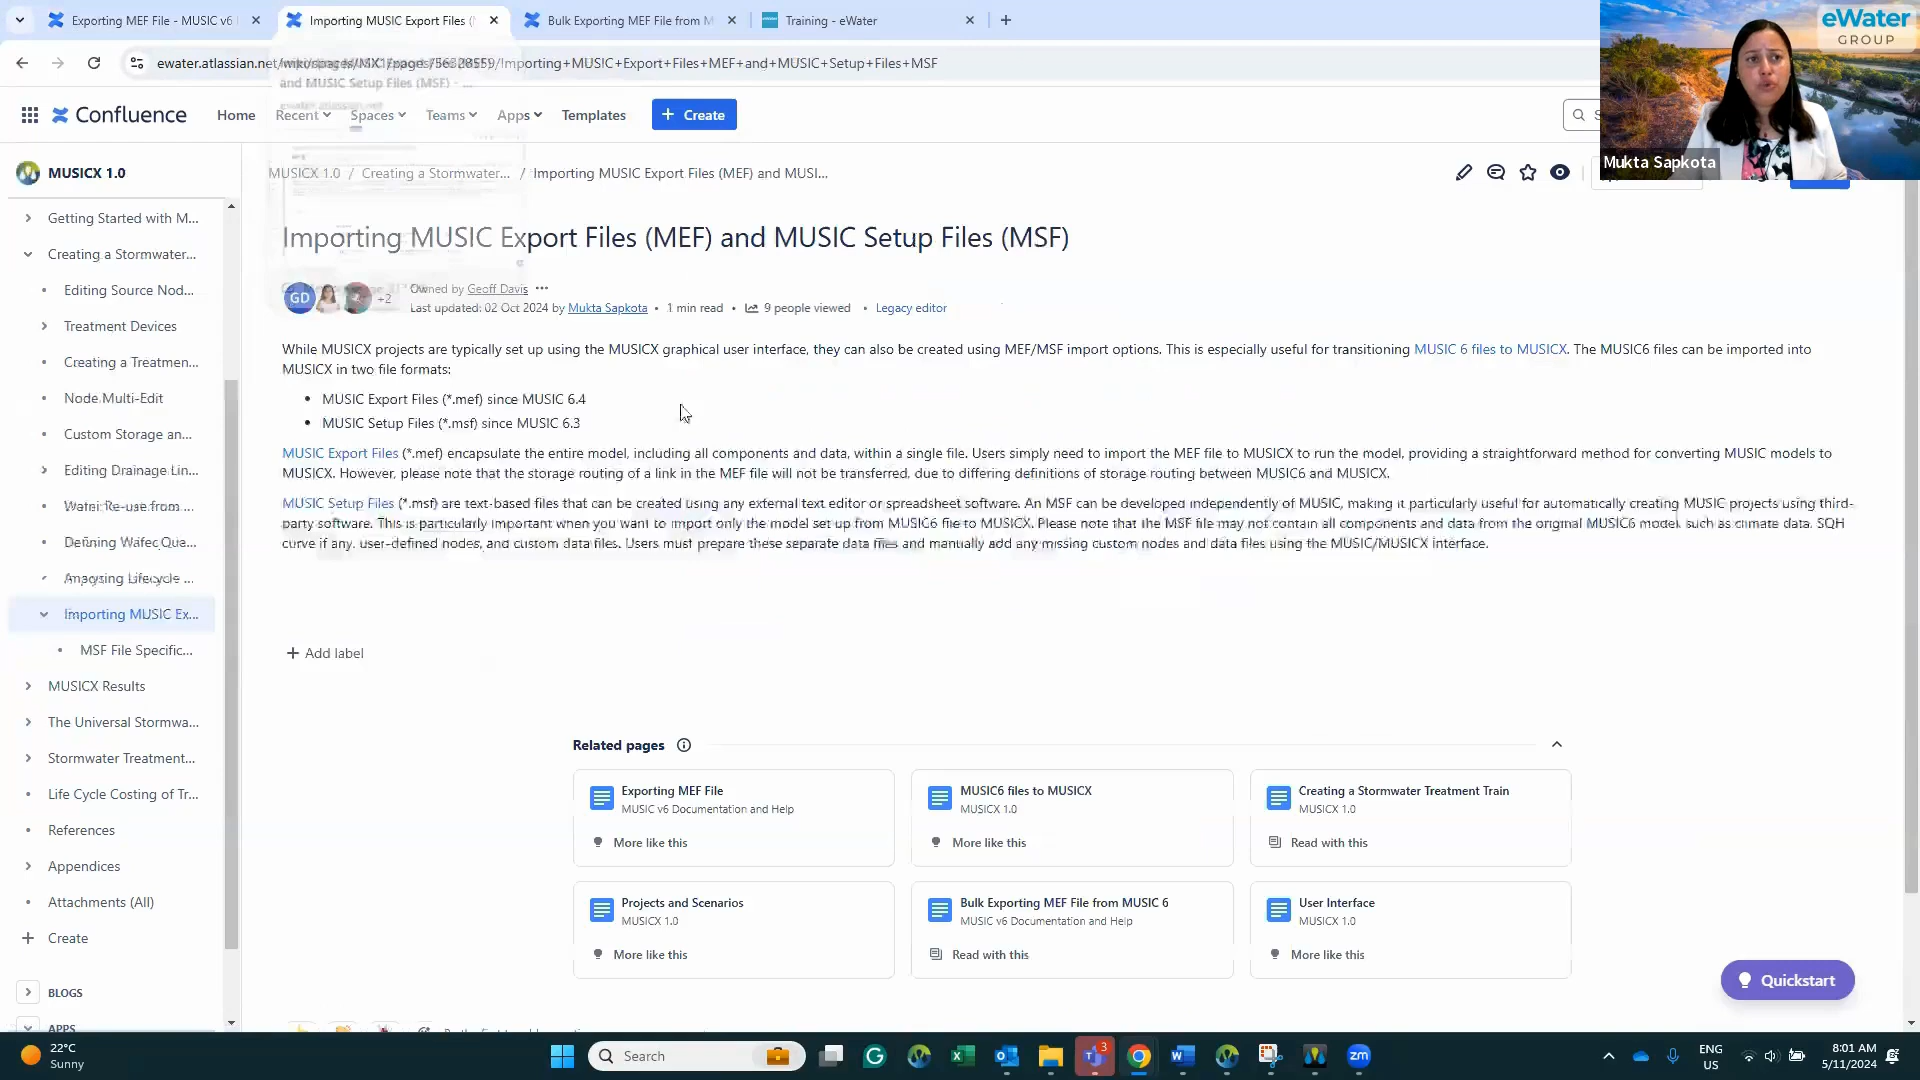 Exporting MEF File - MUSIC v6
Importing MUSIC Export Files (
Bulk Exporting MEF File from M
Training - eWater
eWater
GROUP
Mukta Sapkota
Confluence
Home
Recent
Spaces
Teams
Apps
Templates
+ Create
MUSICX 1.0
Getting Started with M...
Creating a Stormwater...
Editing Source Nod...
Treatment Devices
Creating a Treatmen...
Node Multi-Edit
Custom Storage an...
Editing Drainage Lin...
Water Re-use from ...
Importing MUSIC Ex...
MSF File Specific...
MUSICX Results
The Universal Stormwa...
Stormwater Treatment...
Life Cycle Costing of Tr...
References
Appendices
Attachments (All)
+ Create
BLOGS
APPS
MUSICX 1.0 / Creating a Stormwater... / Importing MUSIC Export Files (MEF) and MUSI...
Importing MUSIC Export Files (MEF) and MUSIC Setup Files (MSF)
GD
+2
Owned by Geoff Davis
Last updated: 02 Oct 2024 by Mukta Sapkota • 1 min read • 9 people viewed • Legacy editor
While MUSICX projects are typically set up using the MUSICX graphical user interface, they can also be created using MEF/MSF import options. This is especially useful for transitioning MUSIC 6 files to MUSICX. The MUSIC6 files can be imported into
MUSICX in two file formats:
• MUSIC Export Files (*.mef) since MUSIC 6.4
• MUSIC Setup Files (*.msf) since MUSIC 6.3
MUSIC Export Files (*.mef) encapsulate the entire model, including all components and data, within a single file. Users simply need to import the MEF file to MUSICX to run the model, providing a straightforward method for converting MUSIC models to
MUSICX. However, please note that the storage routing of a link in the MEF file will not be transferred, due to differing definitions of storage routing between MUSIC6 and MUSICX.
MUSIC Setup Files (*.msf) are text-based files that can be created using any external text editor or spreadsheet software. An MSF can be developed independently of MUSIC, making it particularly useful for automatically creating MUSIC projects using third-
party software. This is particularly important when you want to import only the model set up from MUSIC6 file to MUSICX. Please note that the MSF file may not contain all components and data from the original MUSIC6 model, such as climate data, SQH
curve if any, user-defined nodes, and custom data files. Users must prepare these separate data files and manually add any missing custom nodes and data files using the MUSIC/MUSICX interface.
+ Add label
Related pages
Exporting MEF File
MUSIC v6 Documentation and Help
More like this
MUSIC6 files to MUSICX
MUSICX 1.0
More like this
Creating a Stormwater Treatment Train
MUSICX 1.0
Read with this
Projects and Scenarios
MUSICX 1.0
More like this
Bulk Exporting MEF File from MUSIC 6
MUSIC v6 Documentation and Help
Read with this
User Interface
MUSICX 1.0
More like this
Quickstart
22°C
Sunny
Search
3
zm
ENG
US
8:01 AM
5/11/2024